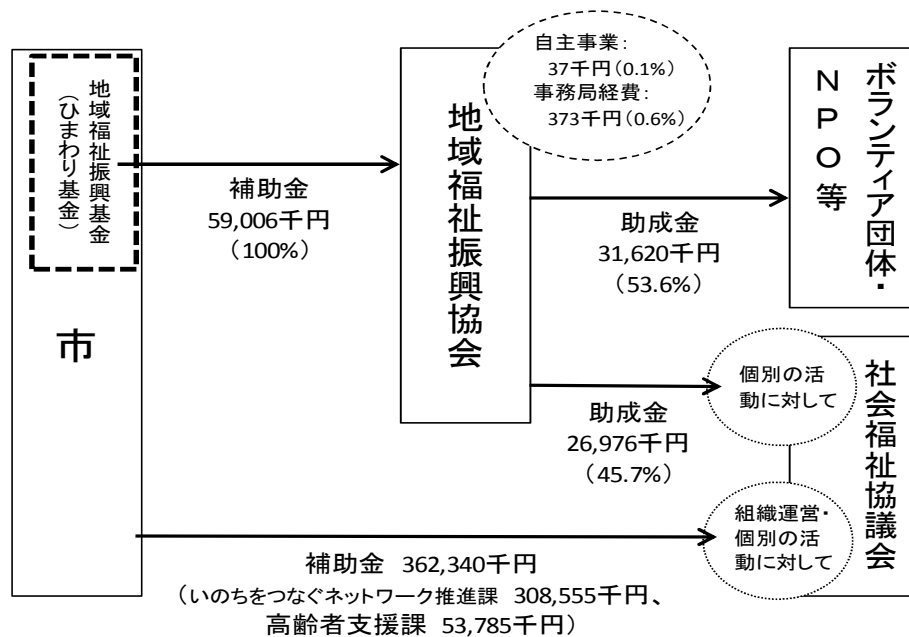 地域福祉振興基金
（ひまわり基金）
市
補助金
59,006千円
（100%）
地域福祉振興協会
自主事業：
37千円（0.1%）
事務局経費：
373千円（0.6%）
助成金
31,620千円
（53.6%）
ボランティア団体・
ＮＰＯ等
助成金
26,976千円
（45.7%）
個別の活
動に対して
社会福祉協議会
組織運営・
個別の活
動に対して
補助金 362,340千円
（いのちをつなぐネットワーク推進課 308,555千円、
高齢者支援課 53,785千円）